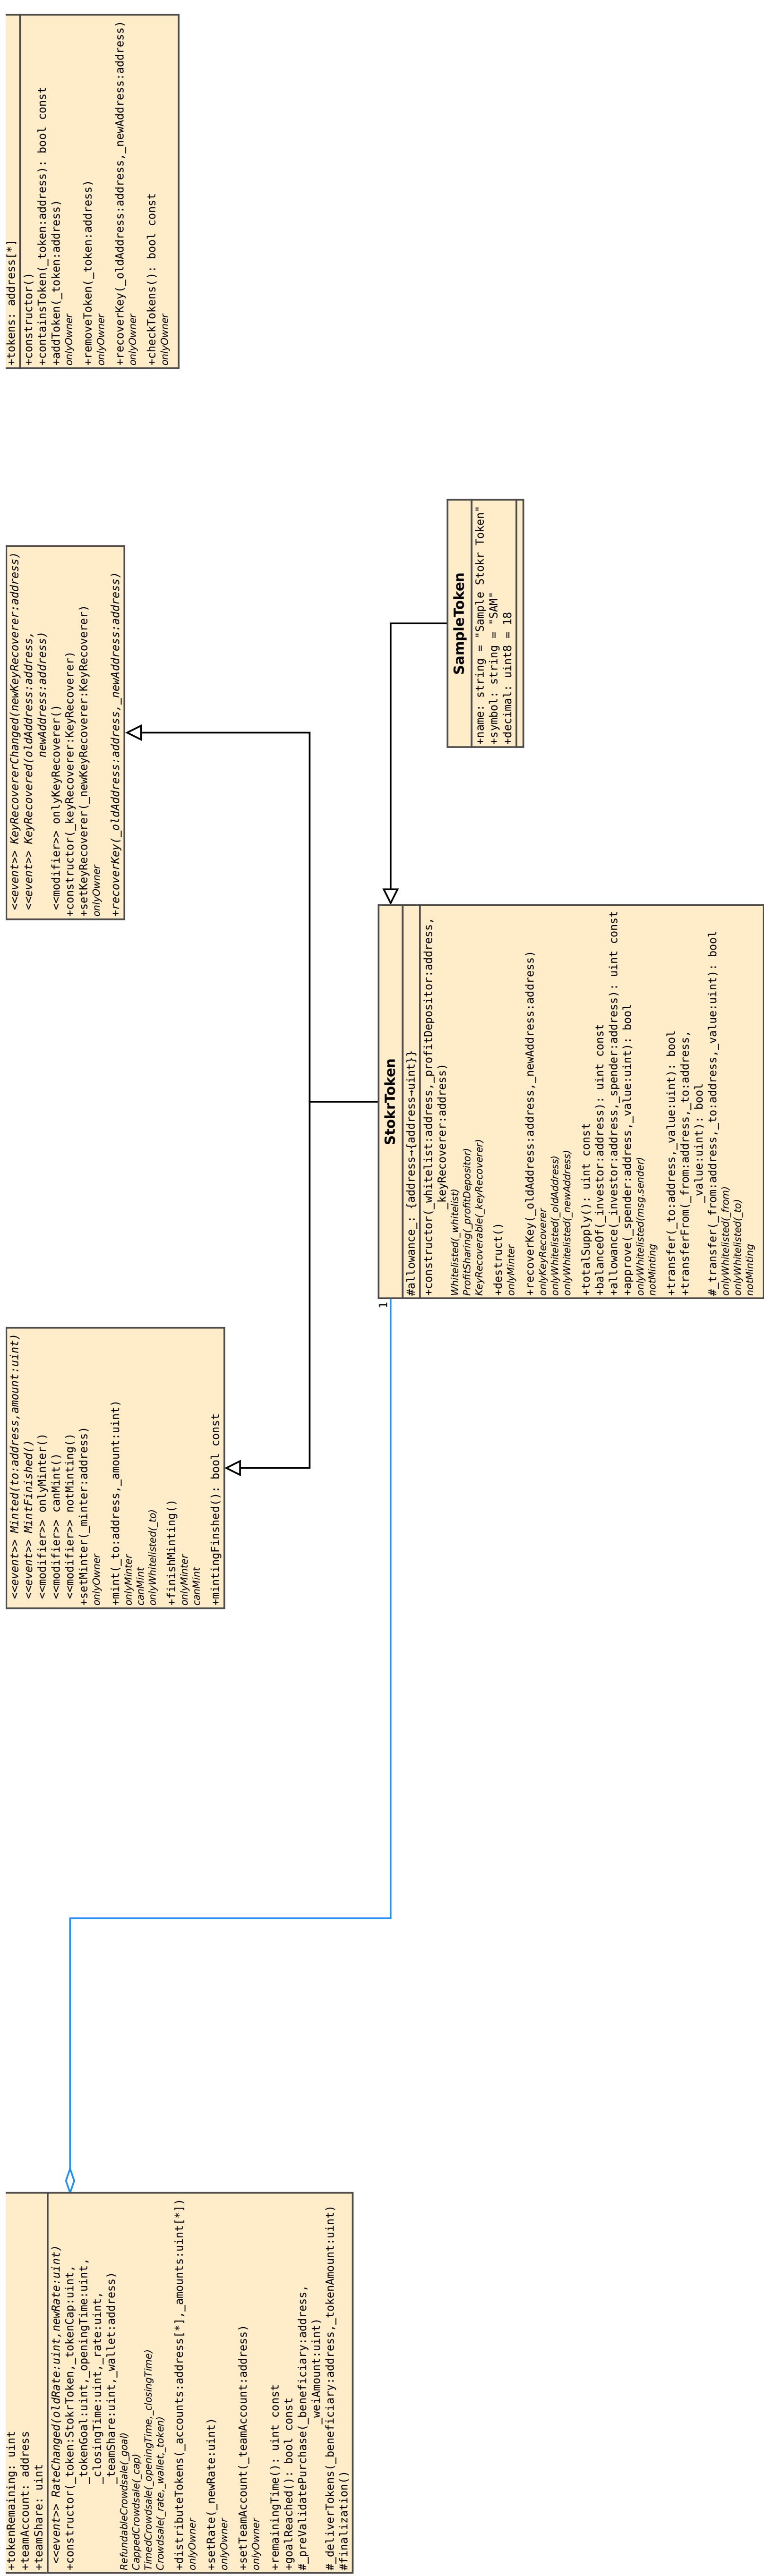 +tokenRemaining: uint
+teamAccount: address
+teamShare: uint
<<event>> RateChanged(oldRate:uint,newRate:uint)
+constructor(_token:StokrToken,_tokenCap:uint,
_tokenGoal:uint,_openingTime:uint,
_closingTime:uint,_rate:uint,
_teamShare:uint,_wallet:address)
RefundableCrowdsale(_goal)
CappedCrowdsale(_cap)
TimedCrowdsale(_openingTime,_closingTime)
Crowdsale(_rate,_wallet,_token)
+distributeTokens(_accounts:address[*],_amounts:uint[*])
onlyOwner
+setRate(_newRate:uint)
onlyOwner
+setTeamAccount(_teamAccount:address)
onlyOwner
+remainingTime(): uint const
+goalReached(): bool const
#_preValidatePurchase(_beneficiary:address,
_weiAmount:uint)
#_deliverTokens(_beneficiary:address,_tokenAmount:uint)
#finalization()
<<event>> Minted(to:address,amount:uint)
<<event>> MintFinished()
<<modifier>> onlyMinter()
<<modifier>> canMint()
<<modifier>> notMinting()
+setMinter(_minter:address)
onlyOwner
+mint(_to:address,_amount:uint)
onlyMinter
canMint
onlyWhitelisted(_to)
+finishMinting()
onlyMinter
canMint
+mintingFinshed(): bool const
<<event>> KeyRecovererChanged(newKeyRecoverer:address)
<<event>> KeyRecovered(oldAddress:address,
newAddress:address)
<<modifier>> onlyKeyRecoverer()
+constructor(_keyRecoverer:KeyRecoverer)
+setKeyRecoverer(_newKeyRecoverer:KeyRecoverer)
onlyOwner
+recoverKey(_oldAddress:address,_newAddress:address)
+tokens: address[*]
+constructor()
+containsToken(_token:address): bool const
+addToken(_token:address)
onlyOwner
+removeToken(_token:address)
onlyOwner
+recoverKey(_oldAddress:address,_newAddress:address)
onlyOwner
+checkTokens(): bool const
onlyOwner
1
StokrToken
#allowance_: {address→{address→uint}}
+constructor(_whitelist:address,_profitDepositor:address,
_keyRecoverer:address)
Whitelisted(_whitelist)
ProfitSharing(_profitDepositor)
KeyRecoverable(_keyRecoverer)
+destruct()
onlyMinter
+recoverKey(_oldAddress:address,_newAddress:address)
onlyKeyRecoverer
onlyWhitelisted(_oldAddress)
onlyWhitelisted(_newAddress)
+totalSupply(): uint const
+balanceOf(_investor:address): uint const
+allowance(_investor:address,_spender:address): uint const
+approve(_spender:address,_value:uint): bool
onlyWhitelisted(msg.sender)
notMinting
+transfer(_to:address,_value:uint): bool
+transferFrom(_from:address,_to:address,
_value:uint): bool
#_transfer(_from:address,_to:address,_value:uint): bool
onlyWhitelisted(_from)
onlyWhitelisted(_to)
notMinting
SampleToken
+name: string = "Sample Stokr Token"
+symbol: string = "SAM"
+decimal: uint8 = 18